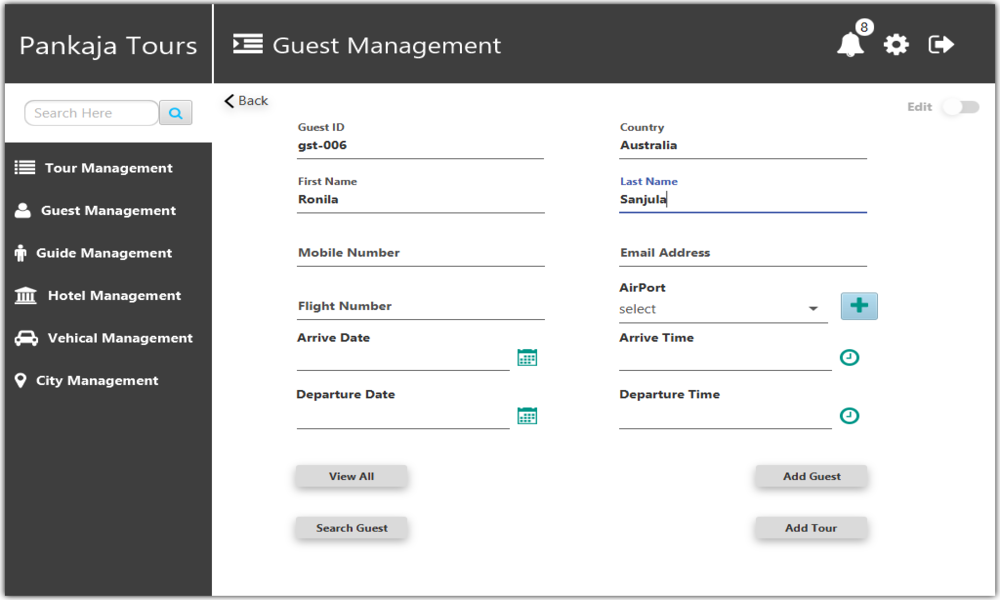 Pankaja Tours
Guest Management
8
Search Here
Back
Edit
Tour Management
Guest Management
Guide Management
Hotel Management
Vehical Management
City Management
Guest ID
gst-006
Country
Australia
First Name
Ronila
Last Name
Sanjula
Mobile Number
Email Address
Flight Number
AirPort
select
Arrive Date
Arrive Time
Departure Date
Departure Time
View All
Add Guest
Search Guest
Add Tour